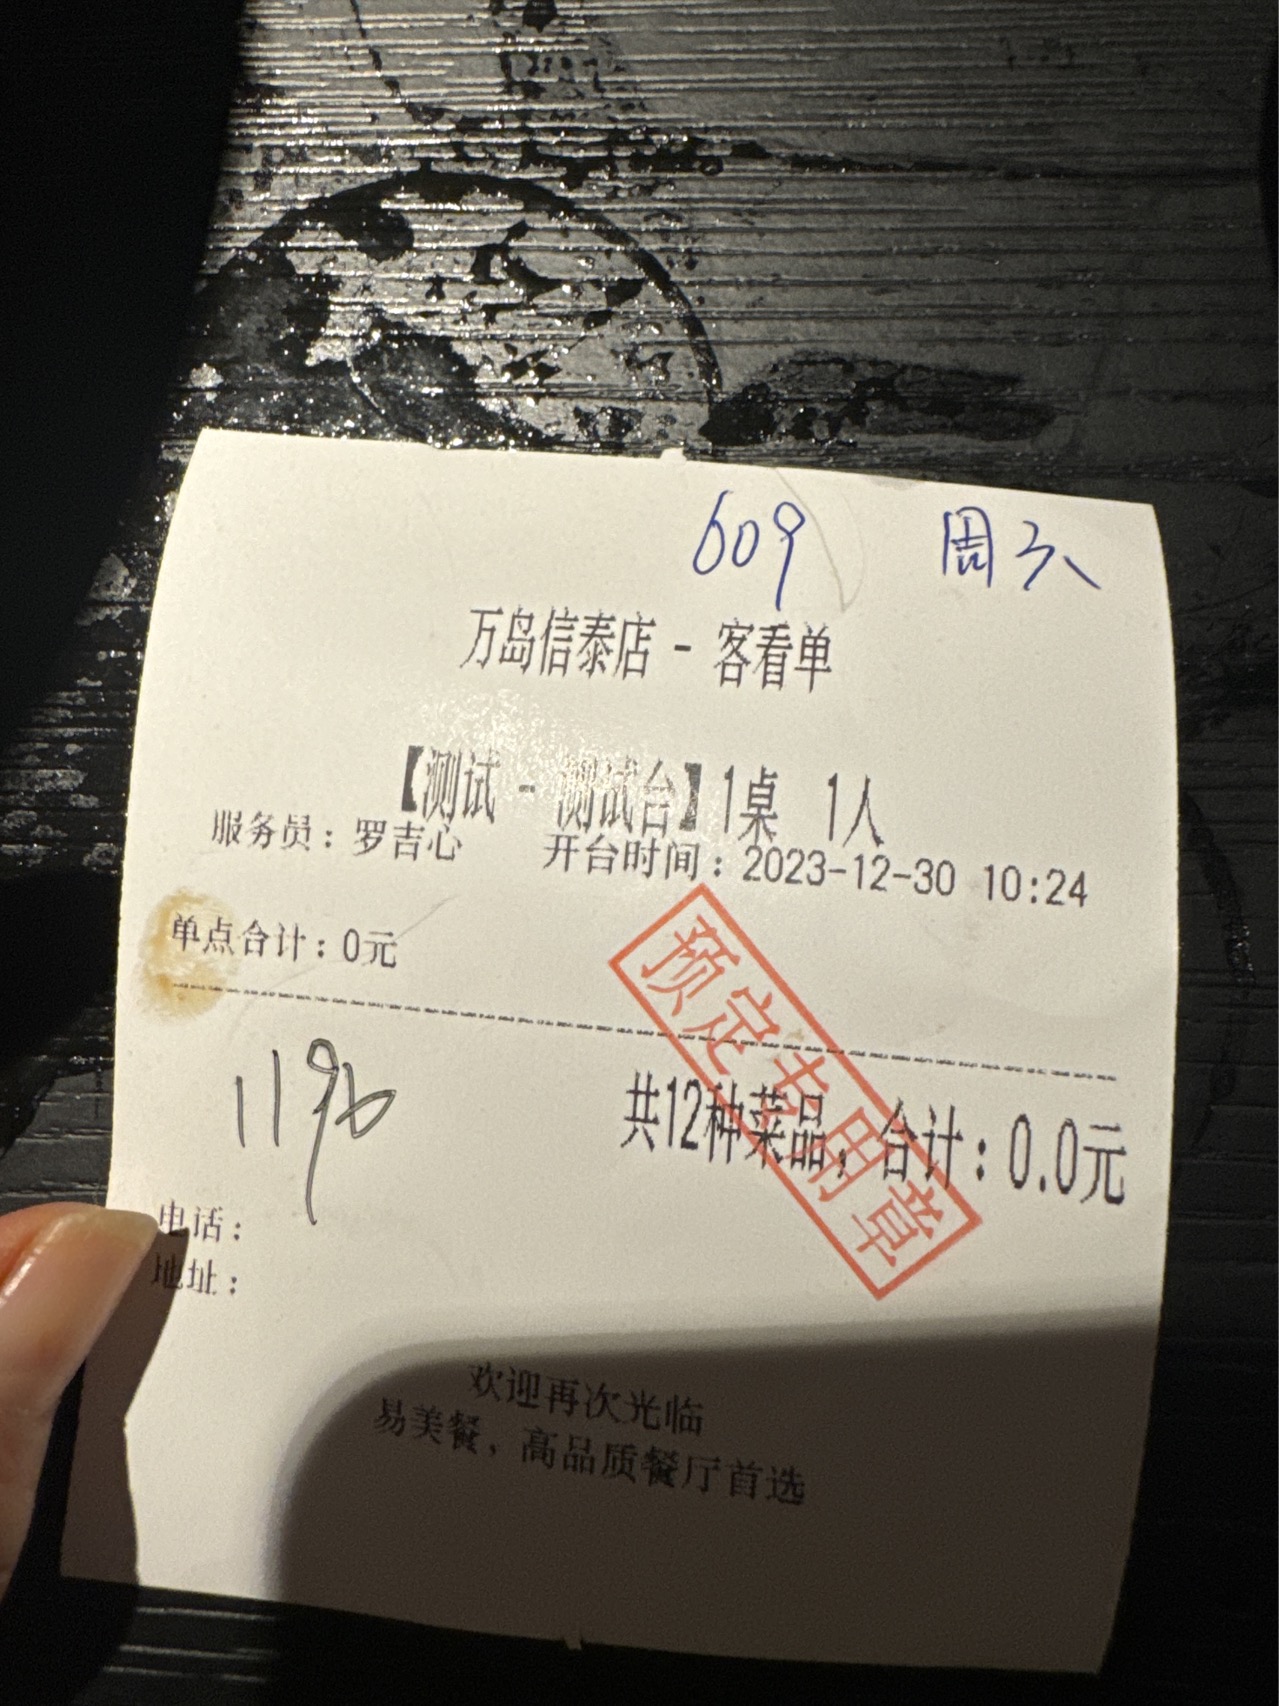 609 周六
万岛信泰店 - 客看单
【测试 - 测试台】1桌 1人
服务员：罗吉心 开台时间：2023-12-30 10:24
单点合计：0元
预定专用章
119b
共12种菜品，合计：0.0元
电话：
地址：
欢迎再次光临
易美餐，高品质餐厅首选